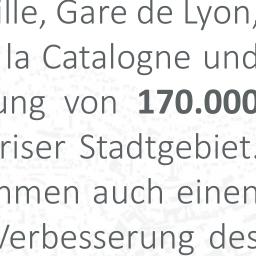 ille, Gare de Lyon,
la Catalogne und
ung von 170.000
riser Stadtgebiet.
mmen auch einen
Verbesserung des